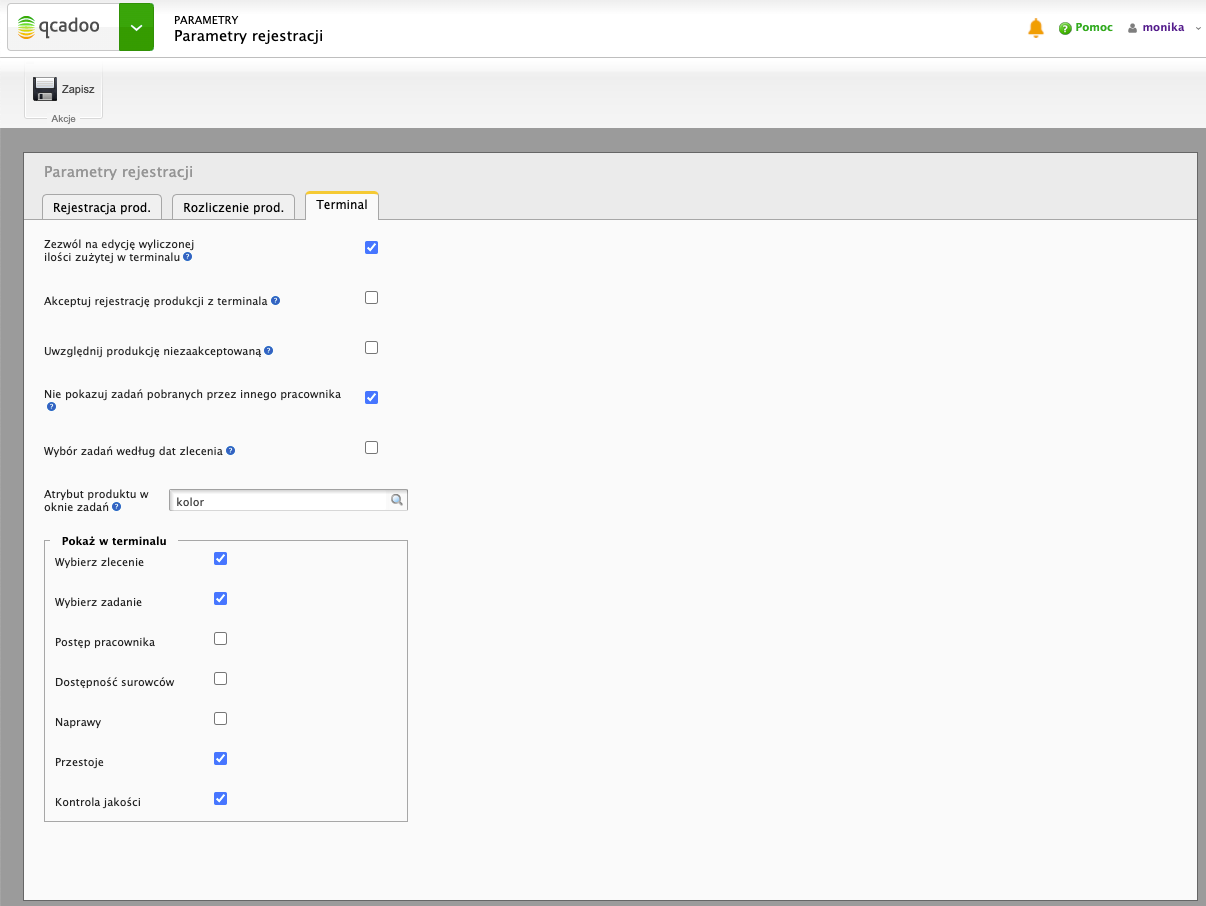 qcadoo
PARAMETRY
Parametry rejestracji
Pomoc
monika
Zapisz
Akcje
Parametry rejestracji
Rejestracja prod.
Rozliczenie prod.
Terminal
Zezwól na edycję wyliczonej
ilości zużytej w terminalu ?
Akceptuj rejestrację produkcji z terminala ?
Uwzględnij produkcję niezaakceptowaną ?
Nie pokazuj zadań pobranych przez innego pracownika
?
Wybór zadań według dat zlecenia ?
Atrybut produktu w
oknie zadań ?
kolor
Pokaż w terminalu
Wybierz zlecenie
Wybierz zadanie
Postęp pracownika
Dostępność surowców
Naprawy
Przestoje
Kontrola jakości